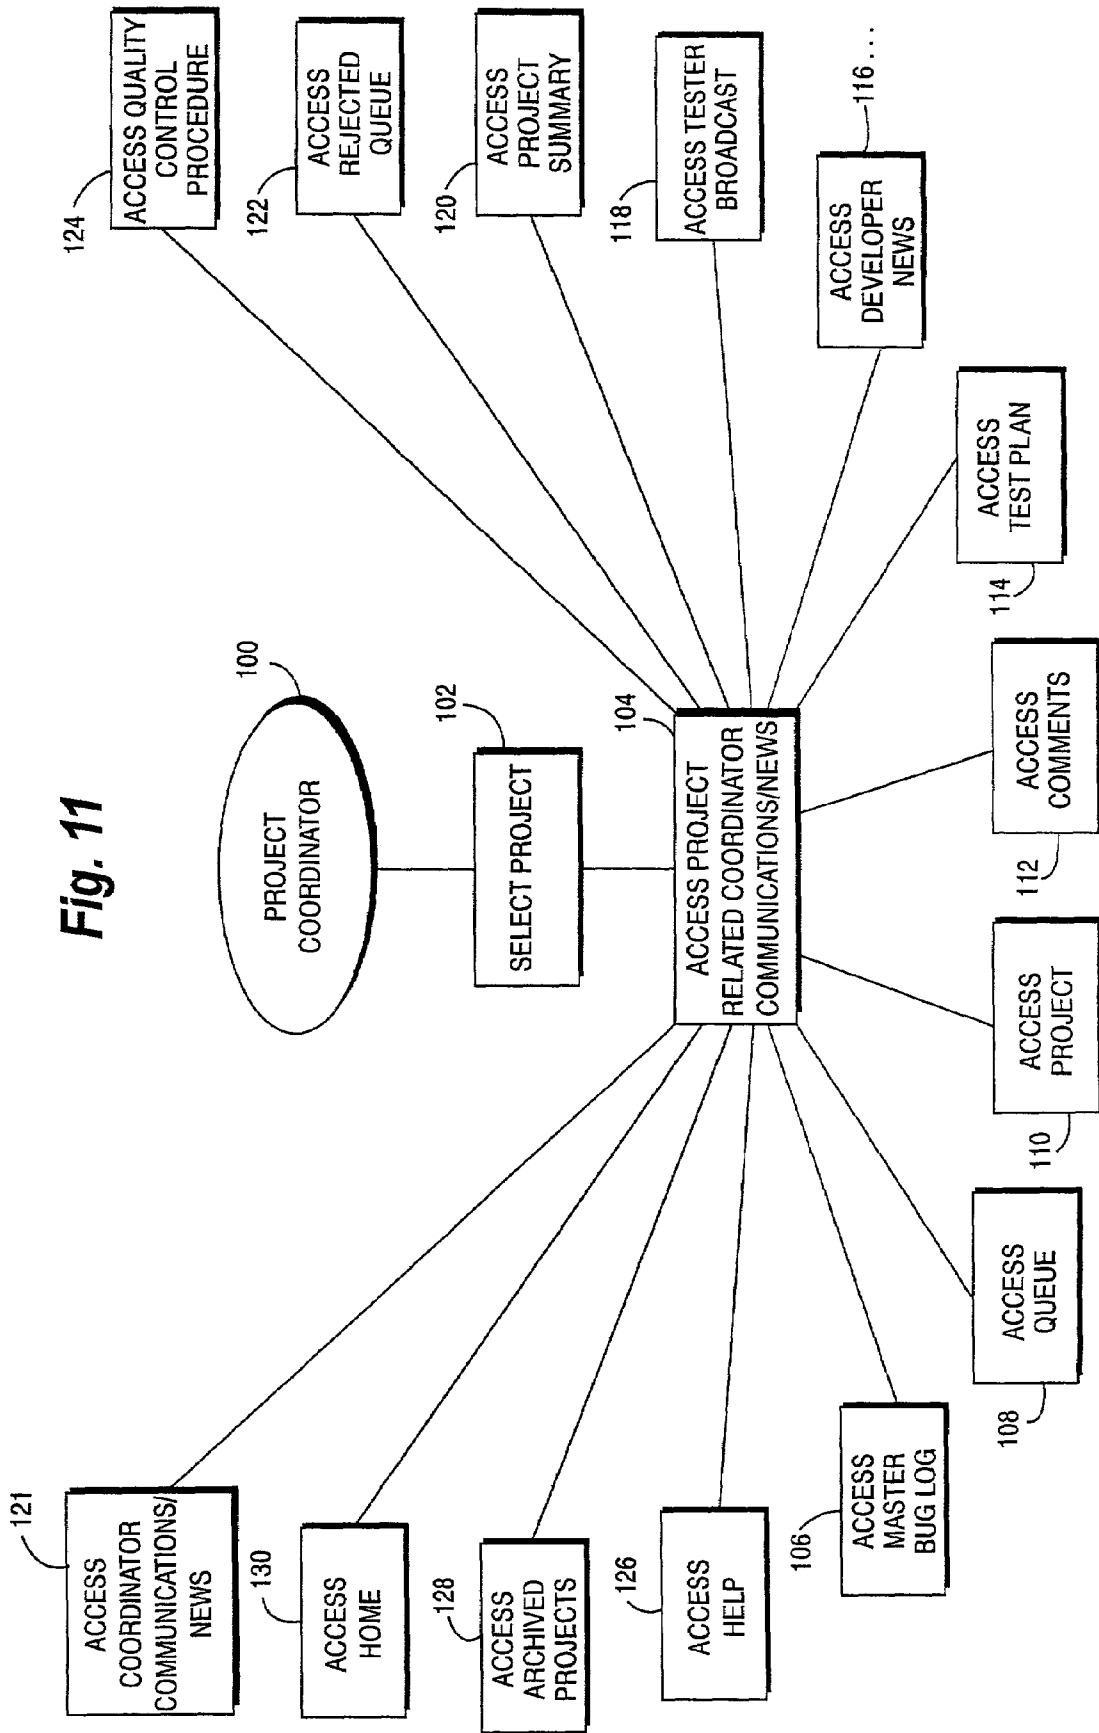 Fig. 11
PROJECT
COORDINATOR
100
SELECT PROJECT
102
ACCESS PROJECT
RELATED COORDINATOR
COMMUNICATIONS/NEWS
104
121
ACCESS
COORDINATOR
COMMUNICATIONS/
NEWS
130
ACCESS
HOME
128
ACCESS
ARCHIVED
PROJECTS
126
ACCESS
HELP
106
ACCESS
MASTER
BUG LOG
108
ACCESS
QUEUE
110
ACCESS
PROJECT
112
ACCESS
COMMENTS
114
ACCESS
TEST PLAN
116...
ACCESS
DEVELOPER
NEWS
118
ACCESS TESTER
BROADCAST
120
ACCESS
PROJECT
SUMMARY
122
ACCESS
REJECTED
QUEUE
124
ACCESS QUALITY
CONTROL
PROCEDURE